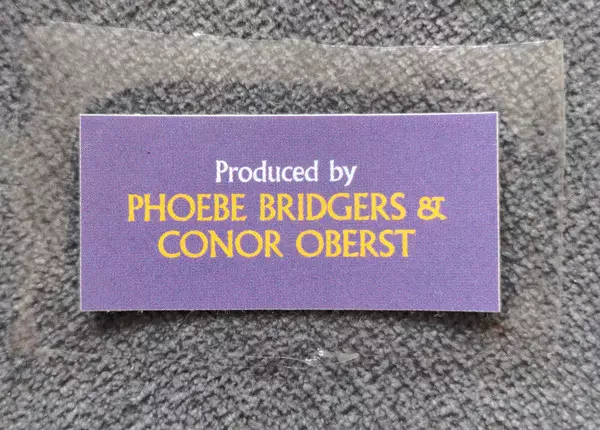 Produced by
PHOEBE BRIDGERS &
CONOR OBERST